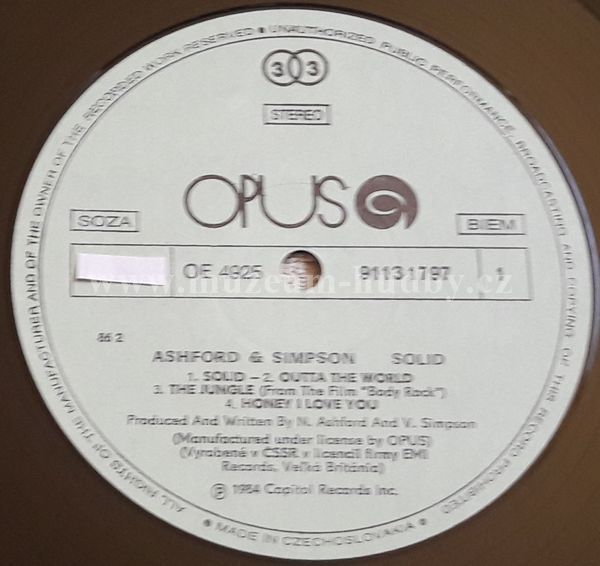 ALL RIGHTS OF THE MANUFACTURER AND OF THE OWNER OF THE RECORDED WORK RESERVED ● UNAUTHORIZED PUBLIC PERFORMANCE, BROADCASTING AND COPYING OF THIS RECORD PROHIBITED
33
STEREO
OPUS
SOZA
BIEM
OE 4925
9113 1797
1
www.muzeum-hudby.cz
86 2
ASHFORD & SIMPSON SOLID
1. SOLID – 2. OUTTA THE WORLD
3. THE JUNGLE (From The Film "Body Rock")
4. HONEY I LOVE YOU
Produced And Written By N. Ashford And V. Simpson
(Manufactured under license by OPUS)
(Vyrobené v ČSSR v licencii firmy EMI
Records, Veľká Británia)
Ⓟ 1984 Capitol Records Inc.
● MADE IN CZECHOSLOVAKIA ●